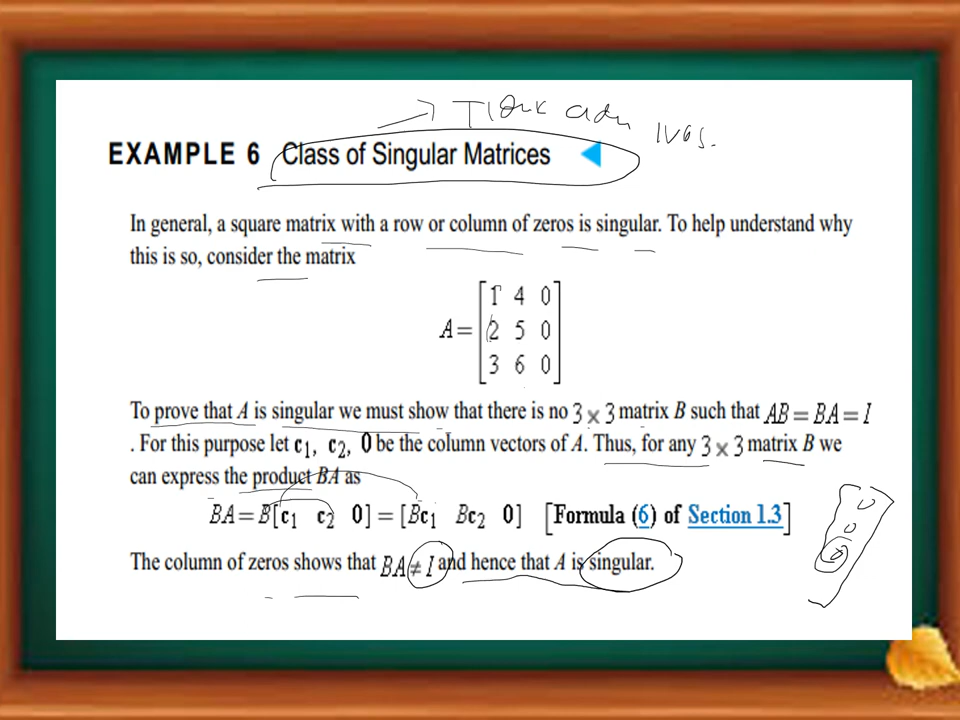 EXAMPLE 6 Class of Singular Matrices
In general, a square matrix with a row or column of zeros is singular. To help understand why
this is so, consider the matrix
1 4 0
A = 2 5 0
3 6 0
To prove that A is singular we must show that there is no 3 × 3 matrix B such that AB = BA = I
. For this purpose let c₁, c₂, 0 be the column vectors of A. Thus, for any 3 × 3 matrix B we
can express the product BA as
BA = B[c₁ c₂ 0] = [Bc₁ Bc₂ 0] [Formula (6) of Section 1.3]
The column of zeros shows that BA ≠ I and hence that A is singular.